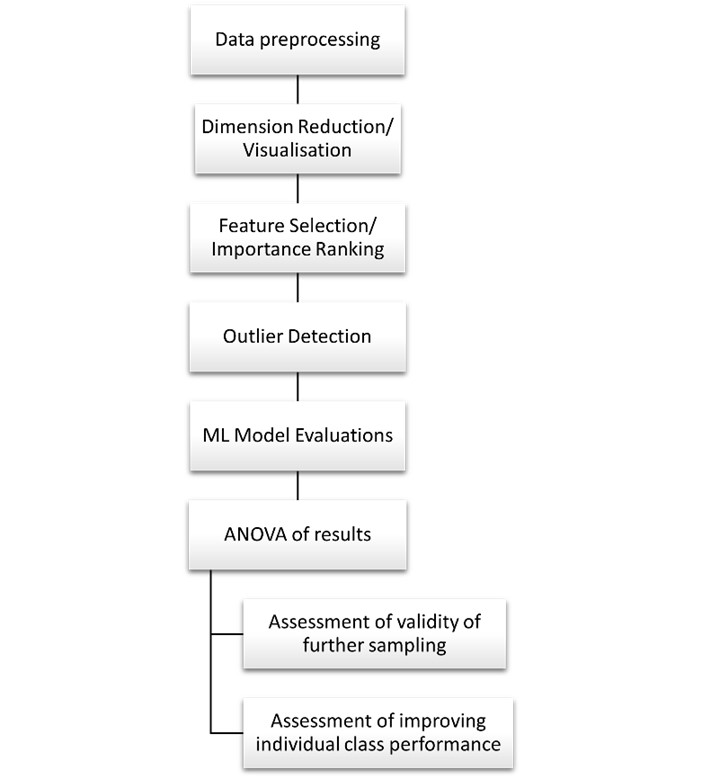 Data preprocessing
Dimension Reduction/
Visualisation
Feature Selection/
Importance Ranking
Outlier Detection
ML Model Evaluations
ANOVA of results
Assessment of validity of
further sampling
Assessment of improving
individual class performance